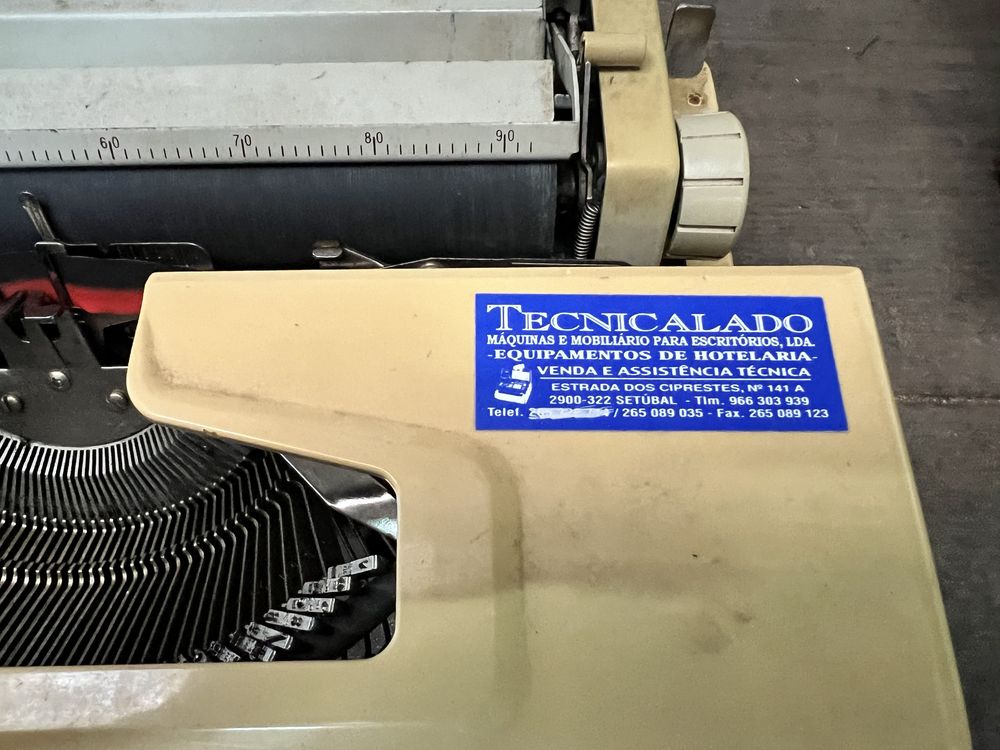 60 70 80 90
TECNICALADO
MÁQUINAS E MOBILIÁRIO PARA ESCRITÓRIOS, LDA.
-EQUIPAMENTOS DE HOTELARIA-
VENDA E ASSISTÊNCIA TÉCNICA
ESTRADA DOS CIPRESTES, Nº 141 A
2900-322 SETÚBAL - Tlm. 966 303 939
Telef. / 265 089 035 - Fax. 265 089 123